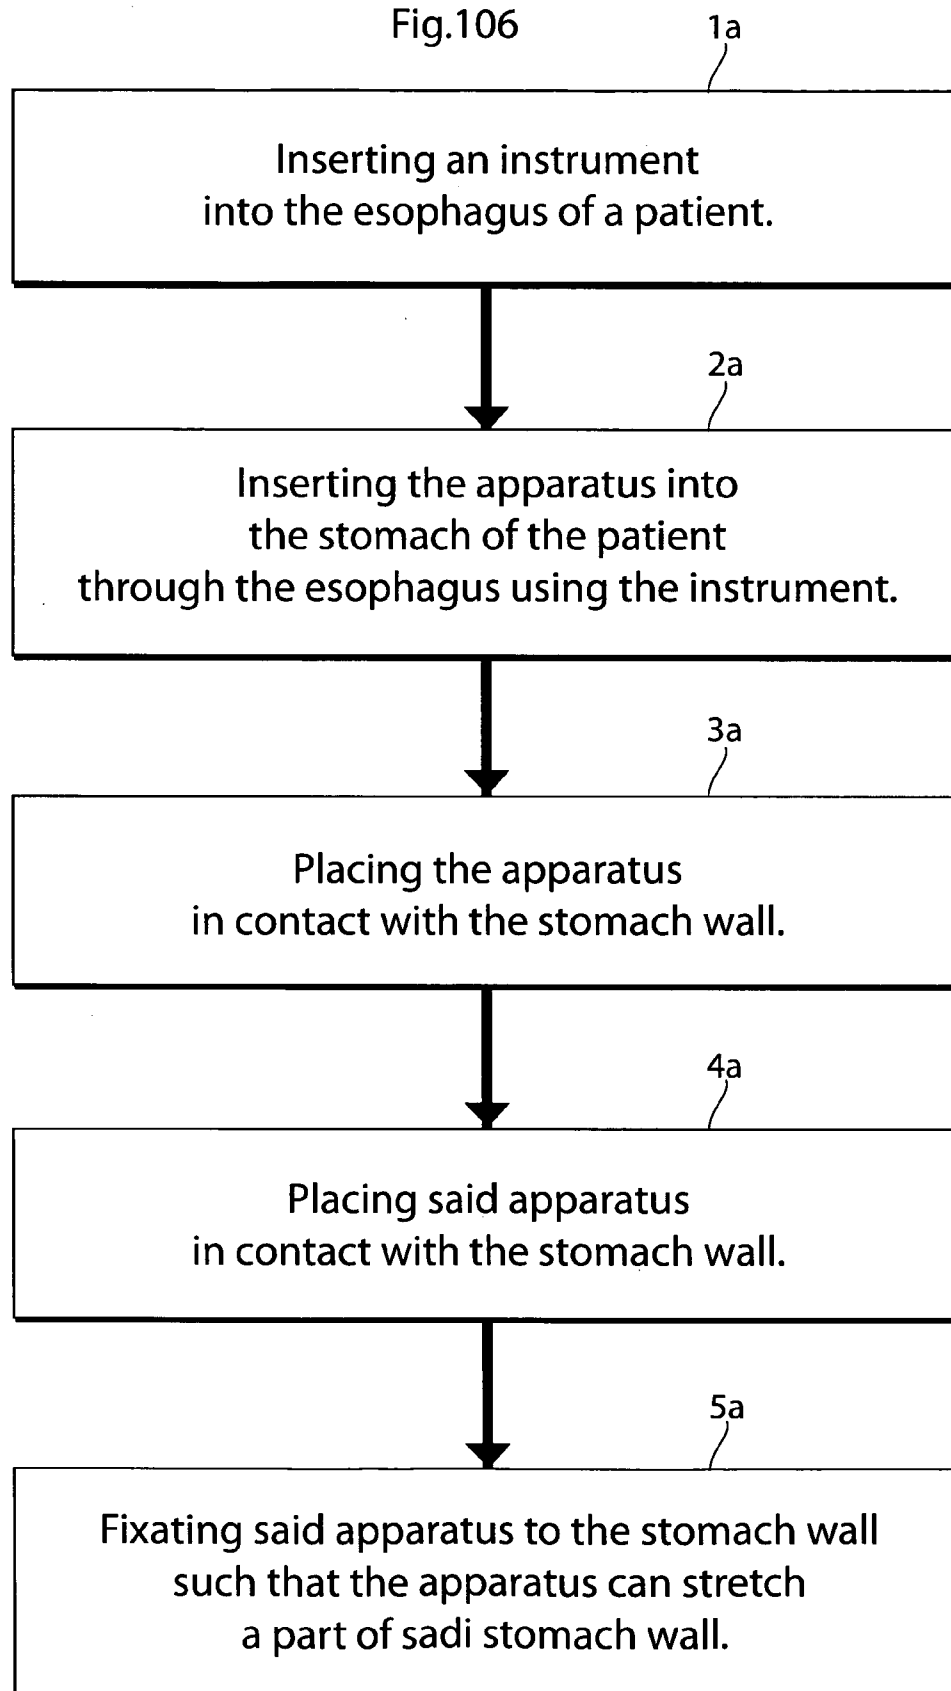 Fig.106
1a
Inserting an instrument
into the esophagus of a patient.
2a
Inserting the apparatus into
the stomach of the patient
through the esophagus using the instrument.
3a
Placing the apparatus
in contact with the stomach wall.
4a
Placing said apparatus
in contact with the stomach wall.
5a
Fixating said apparatus to the stomach wall
such that the apparatus can stretch
a part of sadi stomach wall.